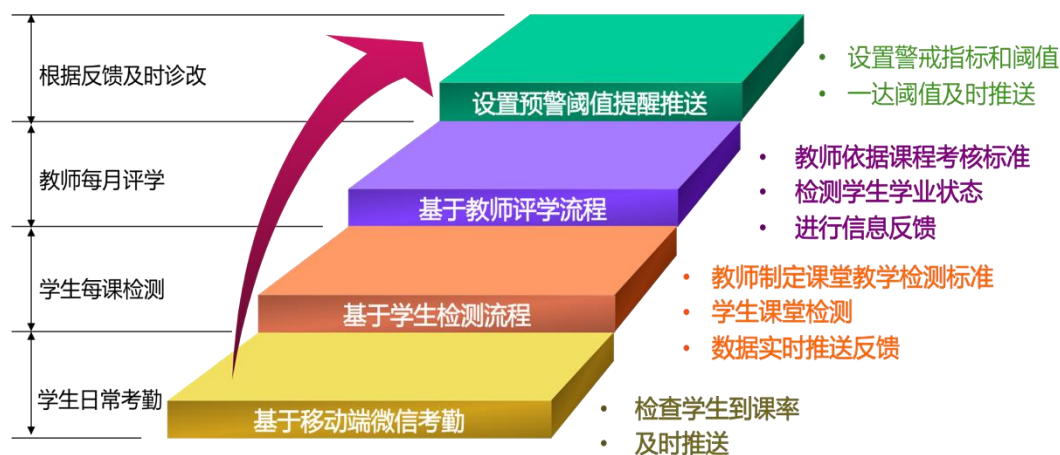 根据反馈及时诊改
设置预警阈值提醒推送
• 设置警戒指标和阈值
• 一达阈值及时推送
教师每月评学
基于教师评学流程
• 教师依据课程考核标准
• 检测学生学业状态
• 进行信息反馈
学生每课检测
基于学生检测流程
• 教师制定课堂教学检测标准
• 学生课堂检测
• 数据实时推送反馈
学生日常考勤
基于移动端微信考勤
• 检查学生到课率
• 及时推送